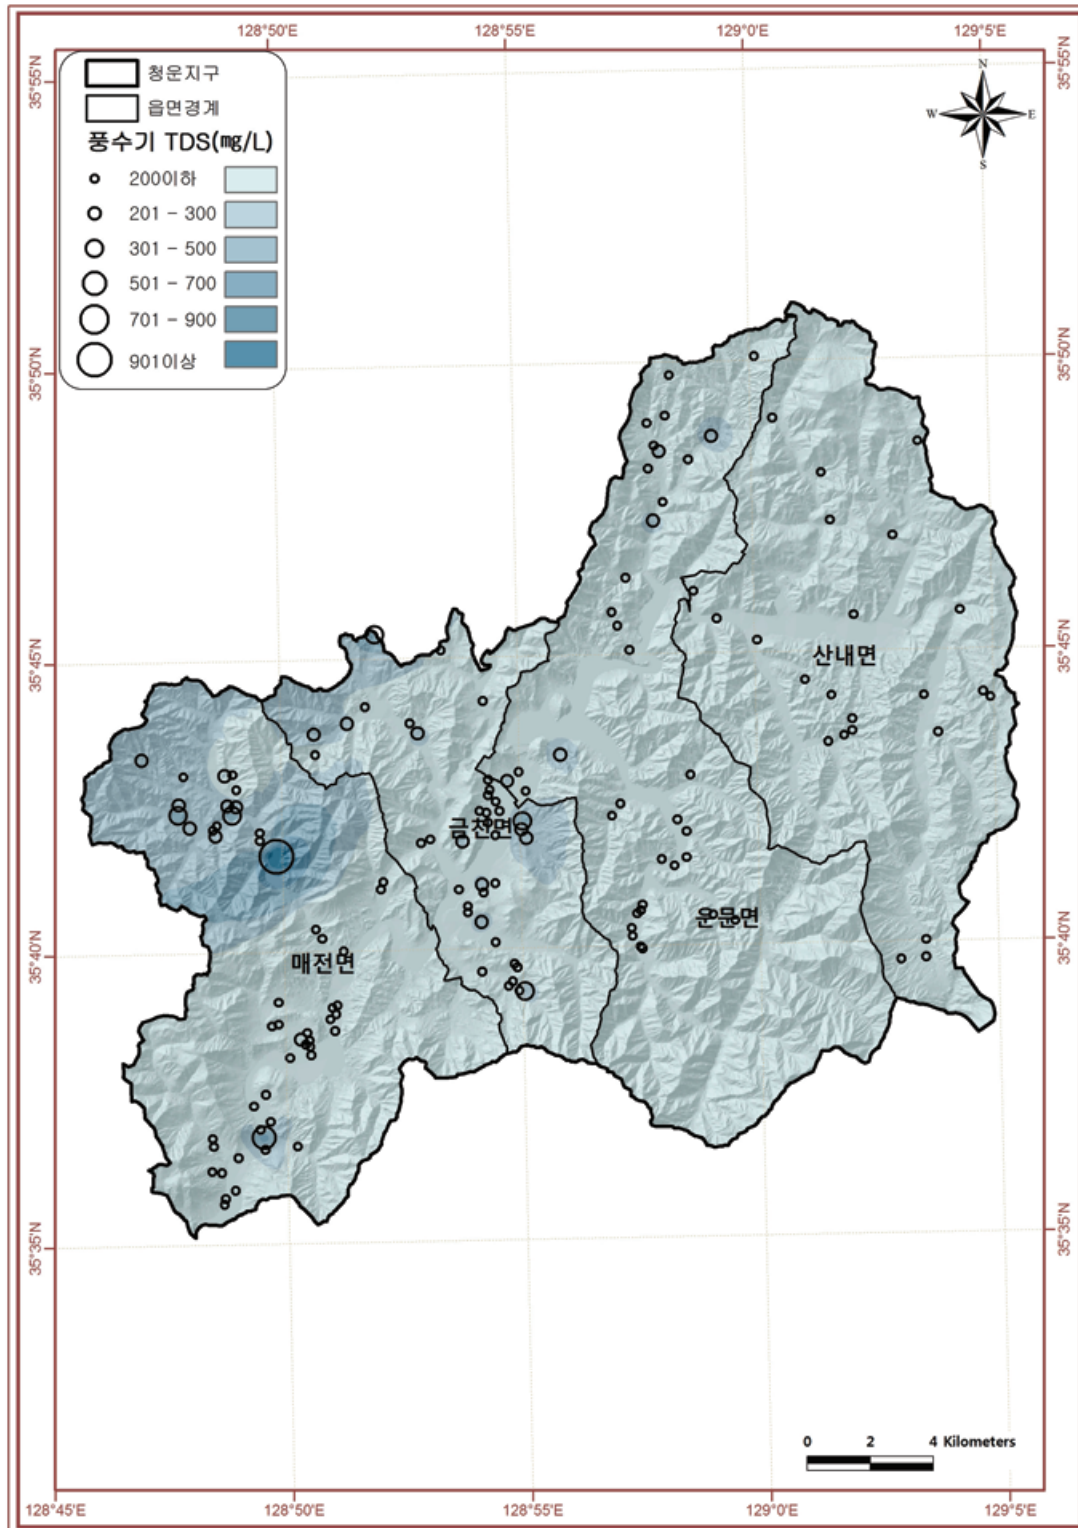 128°50'E 128°55'E 129°0'E 129°5'E
35°55'N
35°55'N
청운지구
읍면경계
풍수기 TDS(㎎/L)
200이하
201 - 300
301 - 500
501 - 700
701 - 900
901이상
N
W E
S
35°50'N
35°50'N
35°45'N
35°45'N
산내면
금천면
운문면
매전면
35°40'N
35°40'N
35°35'N
35°35'N
0 2 4 Kilometers
128°45'E 128°50'E 128°55'E 129°0'E 129°5'E